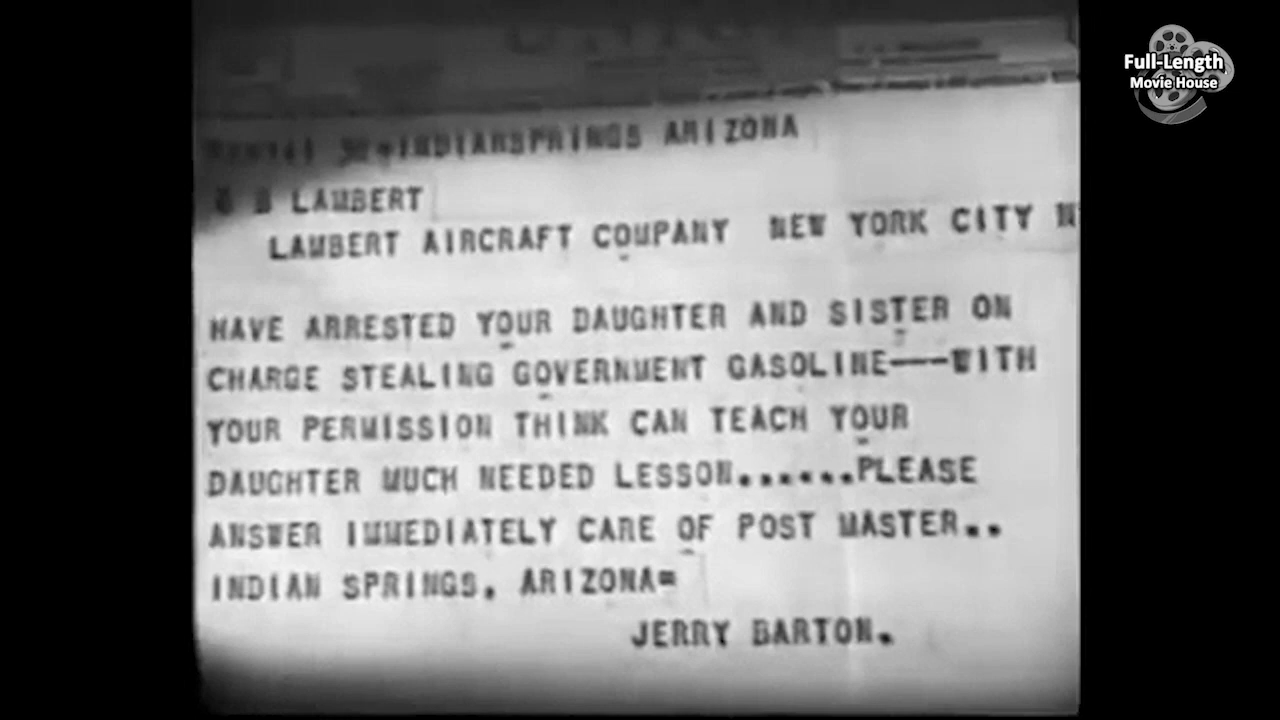 Full-Length
Movie House
INDIANSPRINGS ARIZONA
LAMBERT
LAMBERT AIRCRAFT COMPANY NEW YORK CITY N
HAVE ARRESTED YOUR DAUGHTER AND SISTER ON
CHARGE STEALING GOVERNMENT GASOLINE———WITH
YOUR PERMISSION THINK CAN TEACH YOUR
DAUGHTER MUCH NEEDED LESSON.......PLEASE
ANSWER IMMEDIATELY CARE OF POST MASTER..
INDIAN SPRINGS, ARIZONA=
JERRY BARTON.